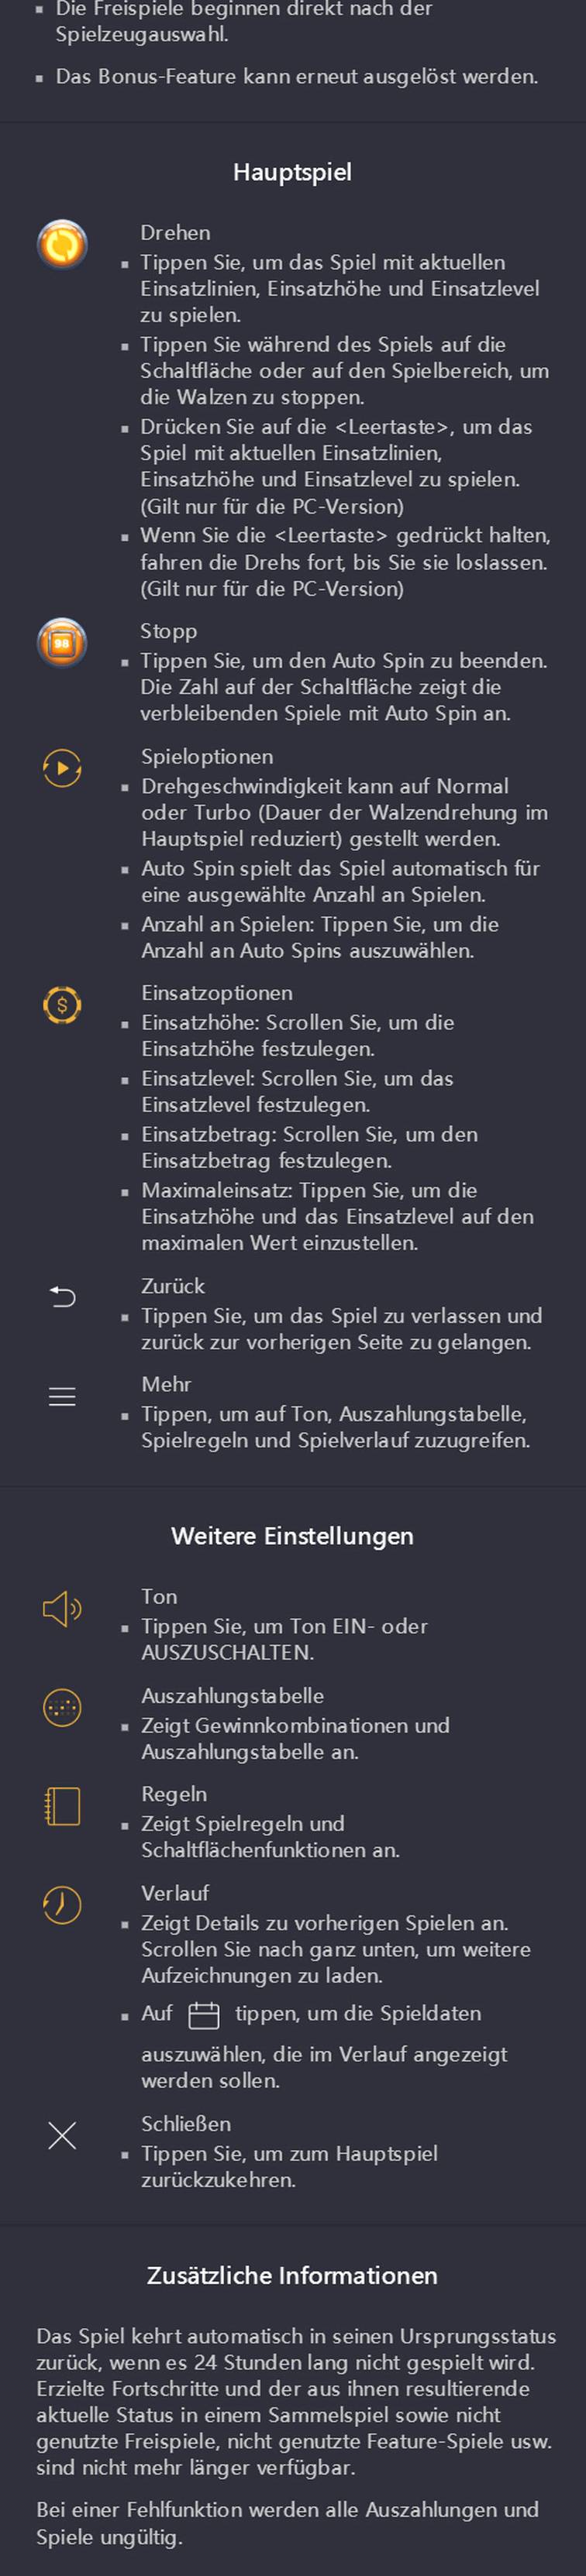 Die Freispiele beginnen direkt nach der
Spielzeugauswahl.
Das Bonus-Feature kann erneut ausgelöst werden.
Hauptspiel
Drehen
Tippen Sie, um das Spiel mit aktuellen
Einsatzlinien, Einsatzhöhe und Einsatzlevel
zu spielen.
Tippen Sie während des Spiels auf die
Schaltfläche oder auf den Spielbereich, um
die Walzen zu stoppen.
Drücken Sie auf die <Leertaste>, um das
Spiel mit aktuellen Einsatzlinien,
Einsatzhöhe und Einsatzlevel zu spielen.
(Gilt nur für die PC-Version)
Wenn Sie die <Leertaste> gedrückt halten,
fahren die Drehs fort, bis Sie sie loslassen.
(Gilt nur für die PC-Version)
98
Stopp
Tippen Sie, um den Auto Spin zu beenden.
Die Zahl auf der Schaltfläche zeigt die
verbleibenden Spiele mit Auto Spin an.
Spieloptionen
Drehgeschwindigkeit kann auf Normal
oder Turbo (Dauer der Walzendrehung im
Hauptspiel reduziert) gestellt werden.
Auto Spin spielt das Spiel automatisch für
eine ausgewählte Anzahl an Spielen.
Anzahl an Spielen: Tippen Sie, um die
Anzahl an Auto Spins auszuwählen.
$
Einsatzoptionen
Einsatzhöhe: Scrollen Sie, um die
Einsatzhöhe festzulegen.
Einsatzlevel: Scrollen Sie, um das
Einsatzlevel festzulegen.
Einsatzbetrag: Scrollen Sie, um den
Einsatzbetrag festzulegen.
Maximaleinsatz: Tippen Sie, um die
Einsatzhöhe und das Einsatzlevel auf den
maximalen Wert einzustellen.
Zurück
Tippen Sie, um das Spiel zu verlassen und
zurück zur vorherigen Seite zu gelangen.
Mehr
Tippen, um auf Ton, Auszahlungstabelle,
Spielregeln und Spielverlauf zuzugreifen.
Weitere Einstellungen
Ton
Tippen Sie, um Ton EIN- oder
AUSZUSCHALTEN.
Auszahlungstabelle
Zeigt Gewinnkombinationen und
Auszahlungstabelle an.
Regeln
Zeigt Spielregeln und
Schaltflächenfunktionen an.
Verlauf
Zeigt Details zu vorherigen Spielen an.
Scrollen Sie nach ganz unten, um weitere
Aufzeichnungen zu laden.
Auf tippen, um die Spieldaten
auszuwählen, die im Verlauf angezeigt
werden sollen.
Schließen
Tippen Sie, um zum Hauptspiel
zurückzukehren.
Zusätzliche Informationen
Das Spiel kehrt automatisch in seinen Ursprungsstatus
zurück, wenn es 24 Stunden lang nicht gespielt wird.
Erzielte Fortschritte und der aus ihnen resultierende
aktuelle Status in einem Sammelspiel sowie nicht
genutzte Freispiele, nicht genutzte Feature-Spiele usw.
sind nicht mehr länger verfügbar.
Bei einer Fehlfunktion werden alle Auszahlungen und
Spiele ungültig.